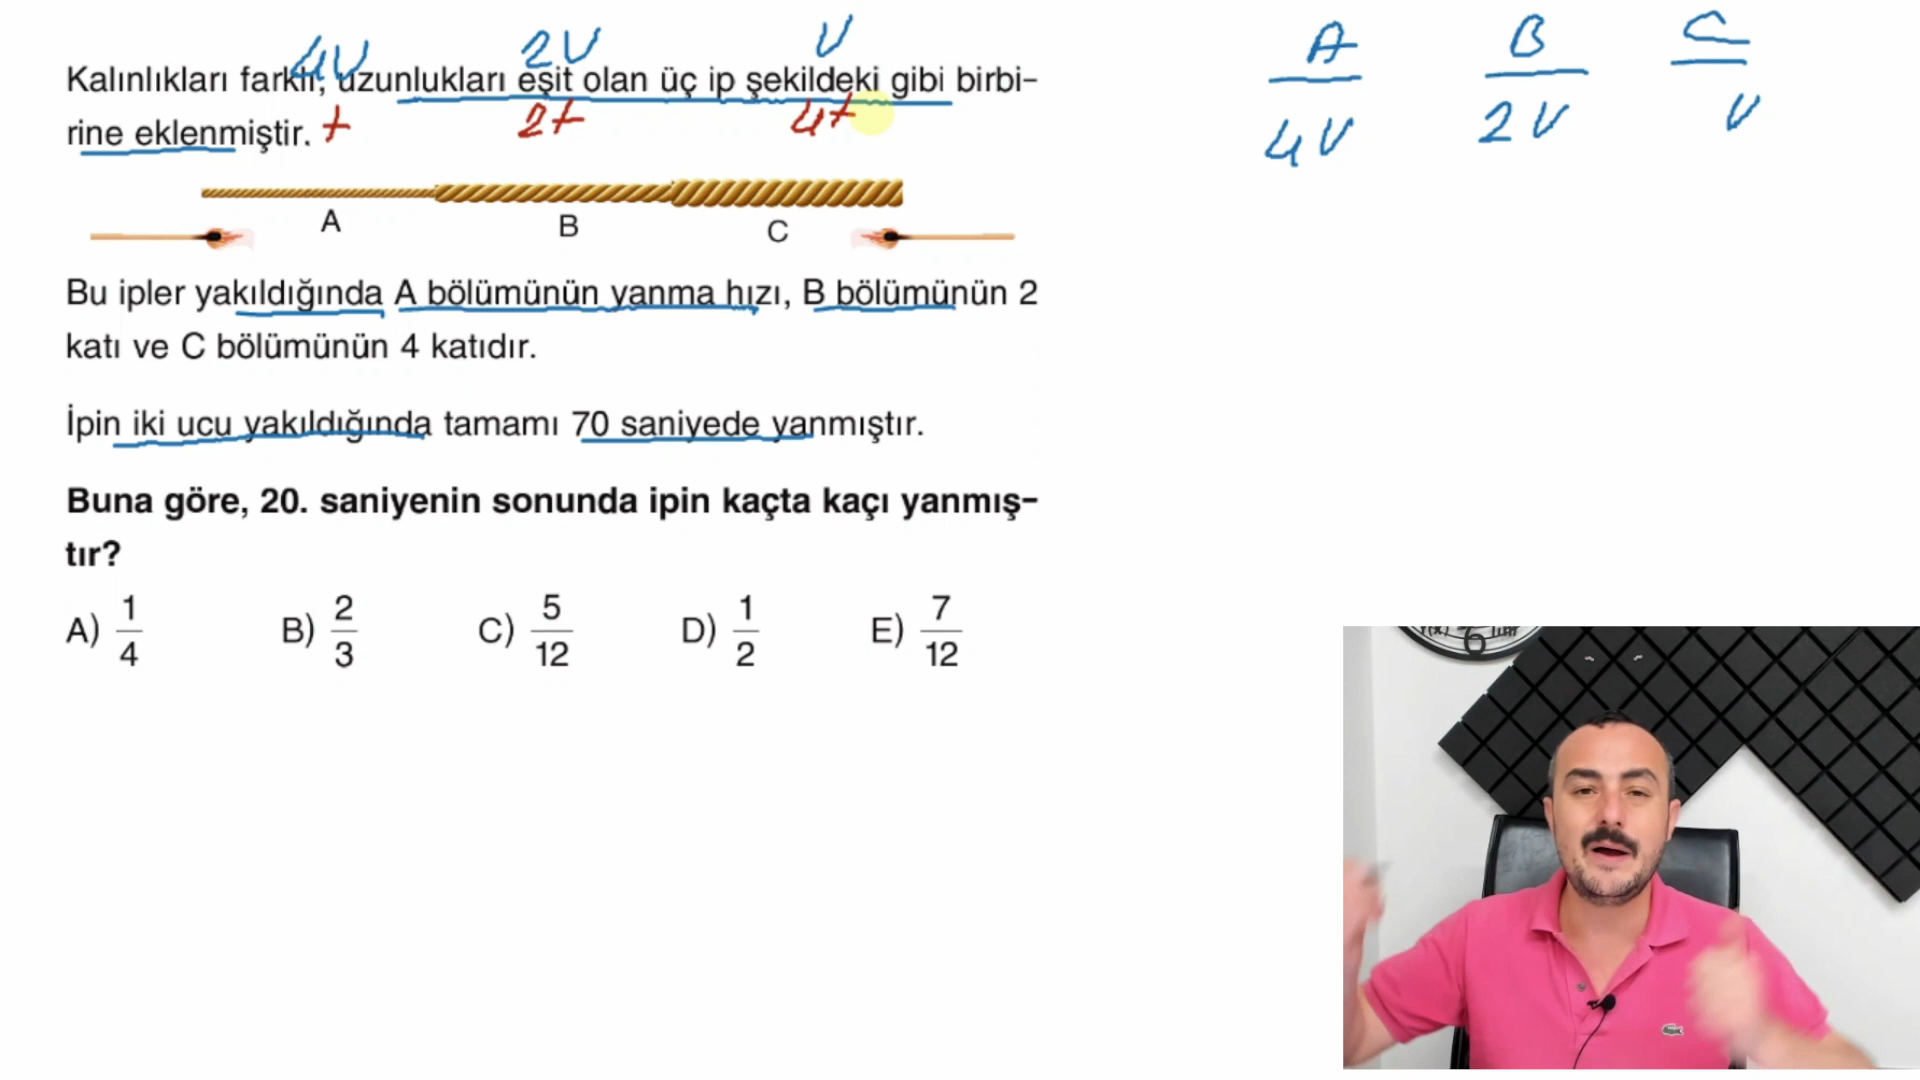 4V 2V V
Kalınlıkları farklı, uzunlukları eşit olan üç ip şekildeki gibi birbi-
rine eklenmiştir. t 2t 4t
A B C
4V 2V V
A B C
Bu ipler yakıldığında A bölümünün yanma hızı, B bölümünün 2
katı ve C bölümünün 4 katıdır.
İpin iki ucu yakıldığında tamamı 70 saniyede yanmıştır.
Buna göre, 20. saniyenin sonunda ipin kaçta kaçı yanmış-
tır?
A) 1/4 B) 2/3 C) 5/12 D) 1/2 E) 7/12